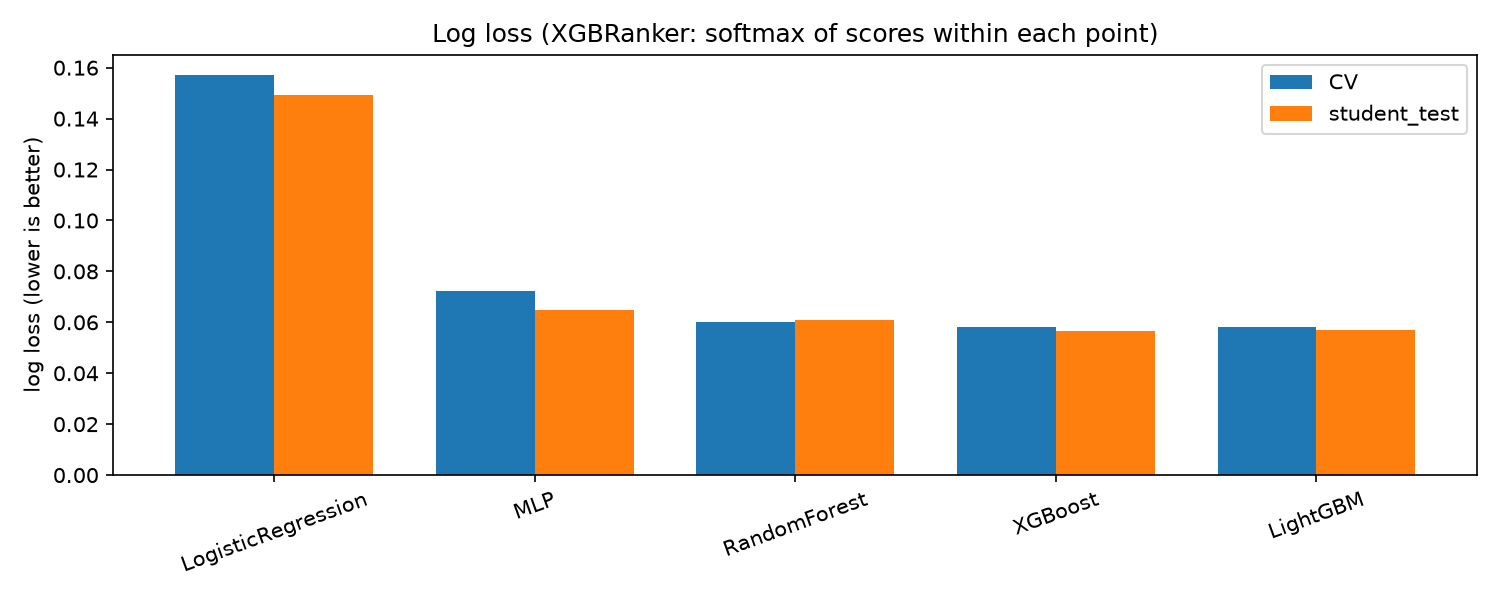 Log loss (XGBRanker: softmax of scores within each point)
log loss (lower is better)
0.16
0.14
0.12
0.10
0.08
0.06
0.04
0.02
0.00
CV
student_test
LogisticRegression
MLP
RandomForest
XGBoost
LightGBM